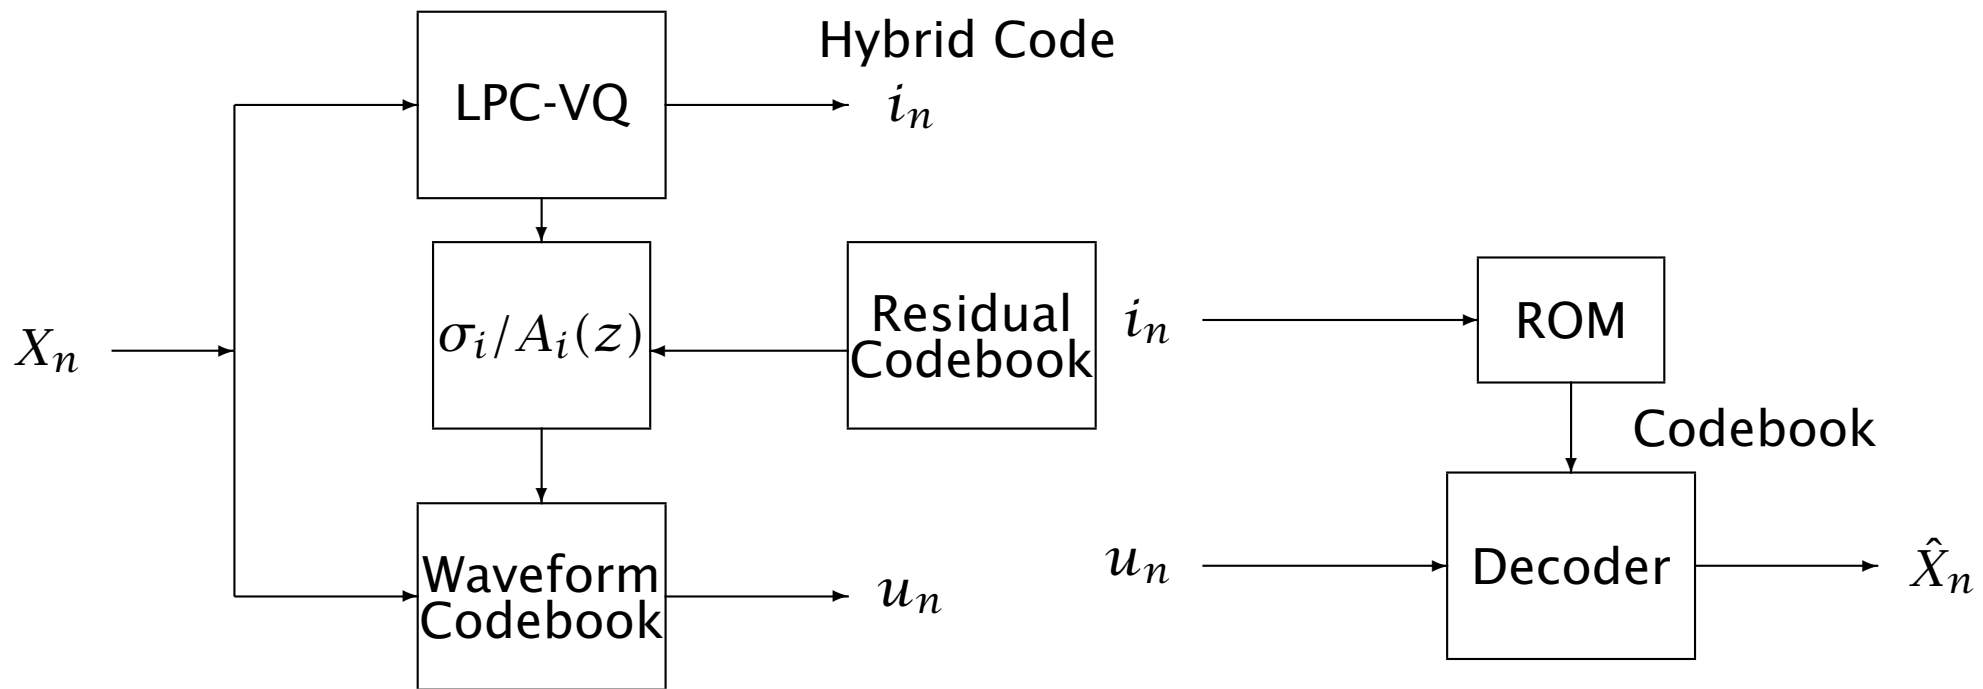 Hybrid Code
LPC-VQ
i_n
X_n
σ_i/A_i(z)
Residual
Codebook
Waveform
Codebook
u_n
i_n
ROM
Codebook
u_n
Decoder
X̂_n